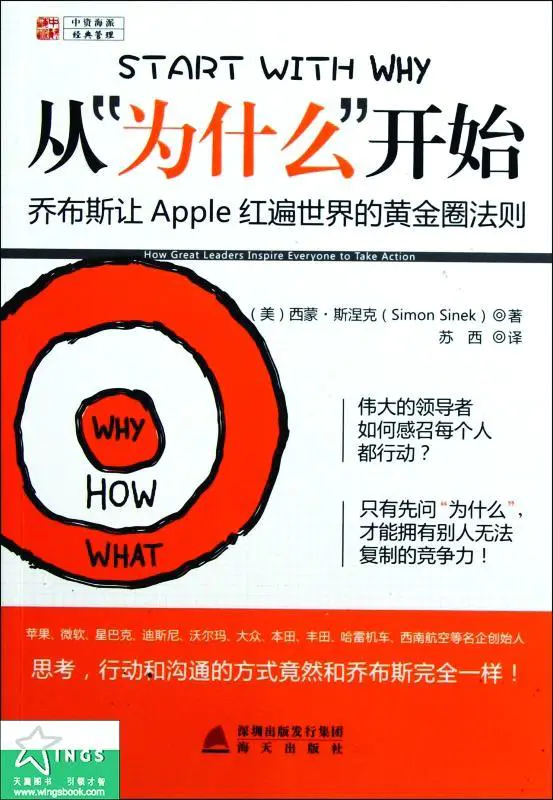 中资海派
经典管理
START WITH WHY
从“为什么”开始
乔布斯让 Apple 红遍世界的黄金圈法则
How Great Leaders Inspire Everyone to Take Action
（美）西蒙·斯涅克（Simon Sinek）◎著
苏 西 ◎译
WHY
HOW
WHAT
伟大的领导者
如何感召每个人
都行动？
只有先问“为什么”，
才能拥有别人无法
复制的竞争力！
苹果、微软、星巴克、迪斯尼、沃尔玛、大众、本田、丰田、哈雷机车、西南航空等名企创始人
思考，行动和沟通的方式竟然和乔布斯完全一样！
深圳出版发行集团
海天出版社
WINGS
天翼图书 引领才智
www.wingsbook.com